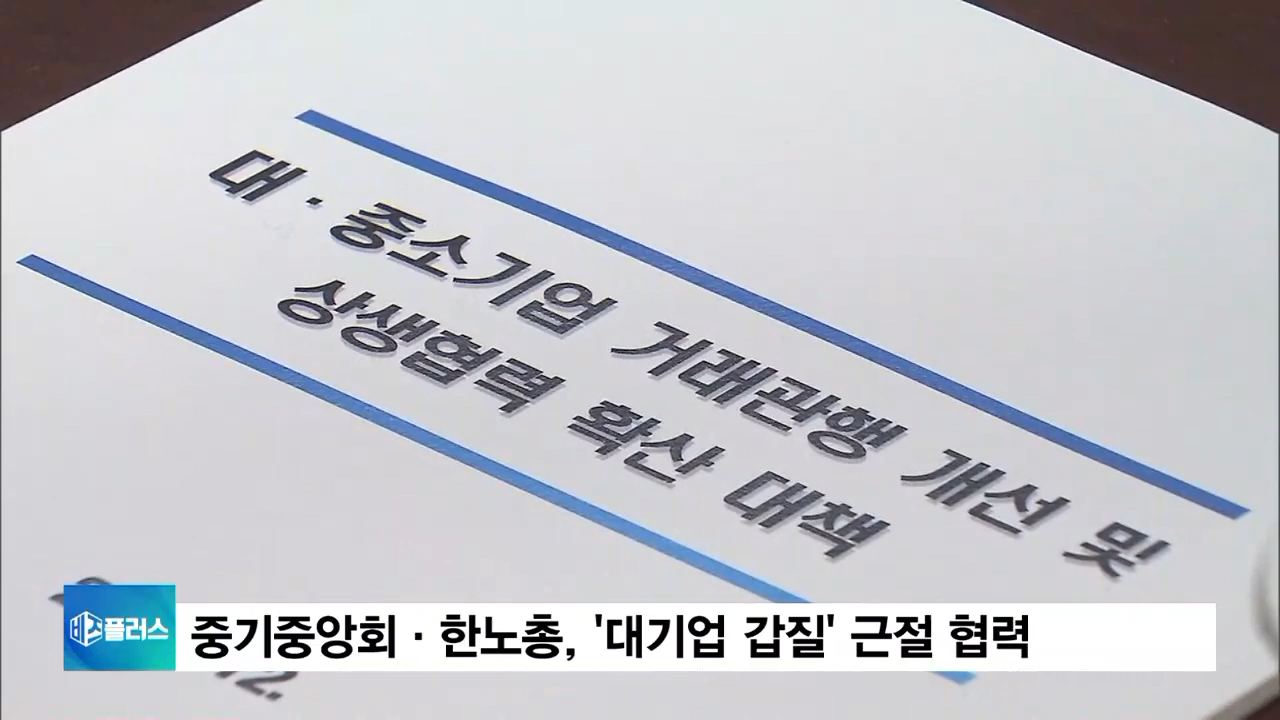 대·중소기업 거래관행 개선 및
상생협력 확산 대책
12.
비즈플러스
중기중앙회·한노총, '대기업 갑질' 근절 협력